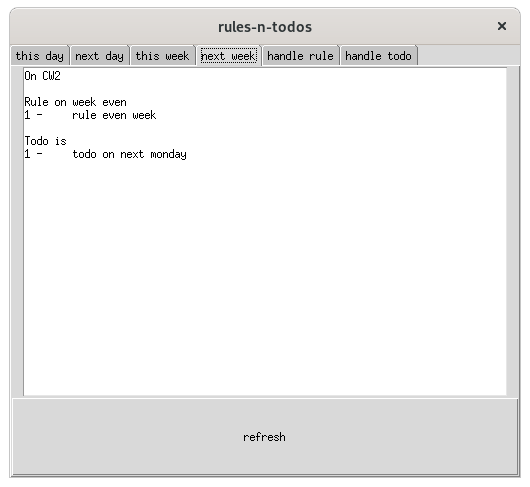 rules-n-todos
this day next day this week next week handle rule handle todo
On CW2
Rule on week even
1 -    rule even week
Todo is
1 -    todo on next monday
refresh